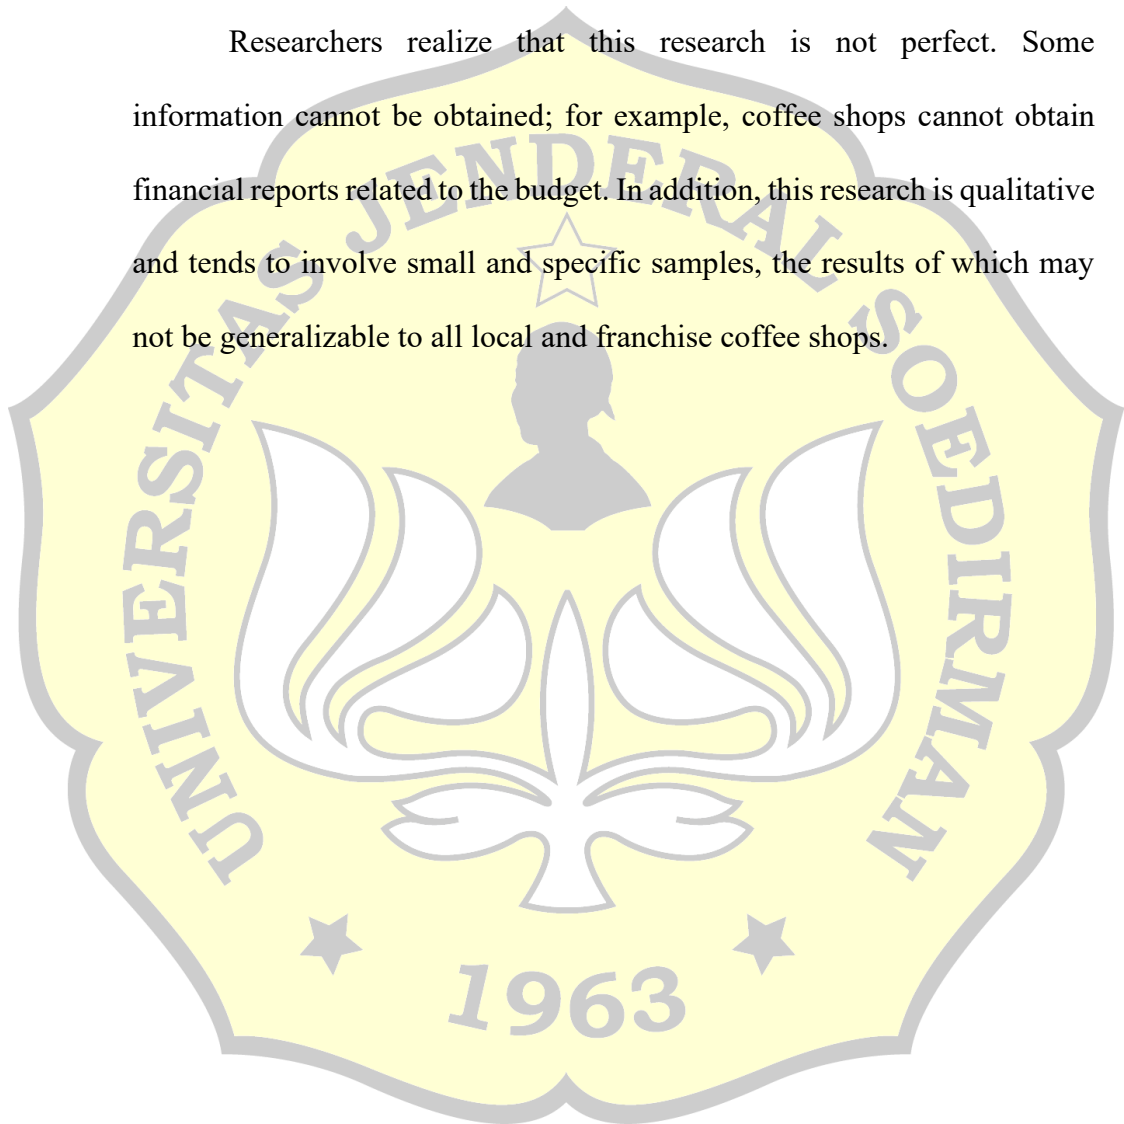 Researchers realize that this research is not perfect. Some
information cannot be obtained; for example, coffee shops cannot obtain
financial reports related to the budget. In addition, this research is qualitative
and tends to involve small and specific samples, the results of which may
not be generalizable to all local and franchise coffee shops.
UNIVERSITAS JENDERAL SOEDIRMAN
1963